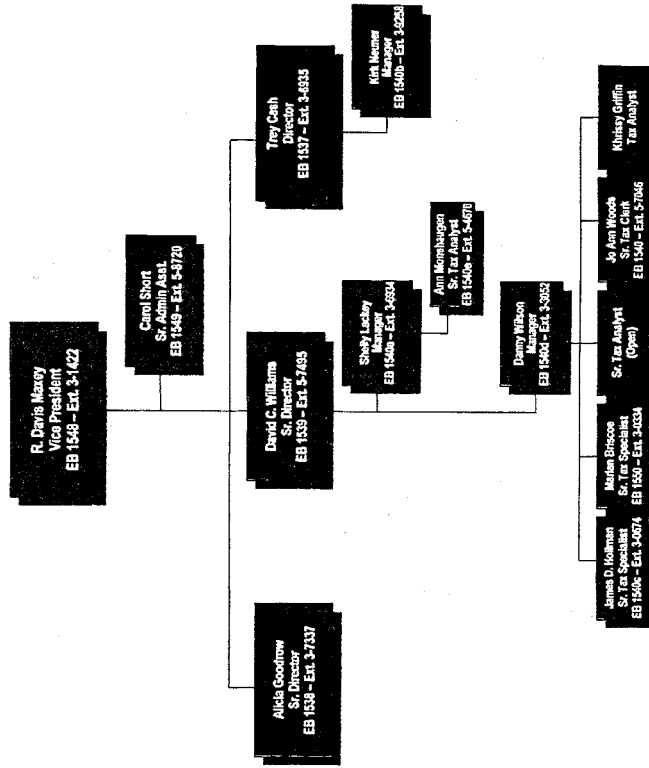 R. Davis Maxey
Vice President
EB 1548 – Ext. 3-1422
Carol Short
Sr. Admin Asst.
EB 1549 – Ext. 5-8720
Alicia Goodrow
Sr. Director
EB 1538 – Ext. 3-7337
David C. Williams
Sr. Director
EB 1539 – Ext. 5-7495
Trey Cash
Director
EB 1537 – Ext. 3-6935
Shelly Lackey
Manager
EB 1540a – Ext. 3-6934
Kirk Neuner
Manager
EB 1540b – Ext. 3-9258
Ann Monshaugen
Sr. Tax Analyst
EB 1540e – Ext. 5-4670
Danny Wilson
Manager
EB 1540d – Ext. 3-3052
James D. Hollman
Sr. Tax Specialist
EB 1540c – Ext. 3-0674
Marlen Briscoe
Sr. Tax Specialist
EB 1550 – Ext. 3-0334
Sr. Tax Analyst
(Open)
Jo Ann Woods
Sr. Tax Clerk
EB 1540 – Ext. 5-7046
Khrissy Griffin
Tax Analyst